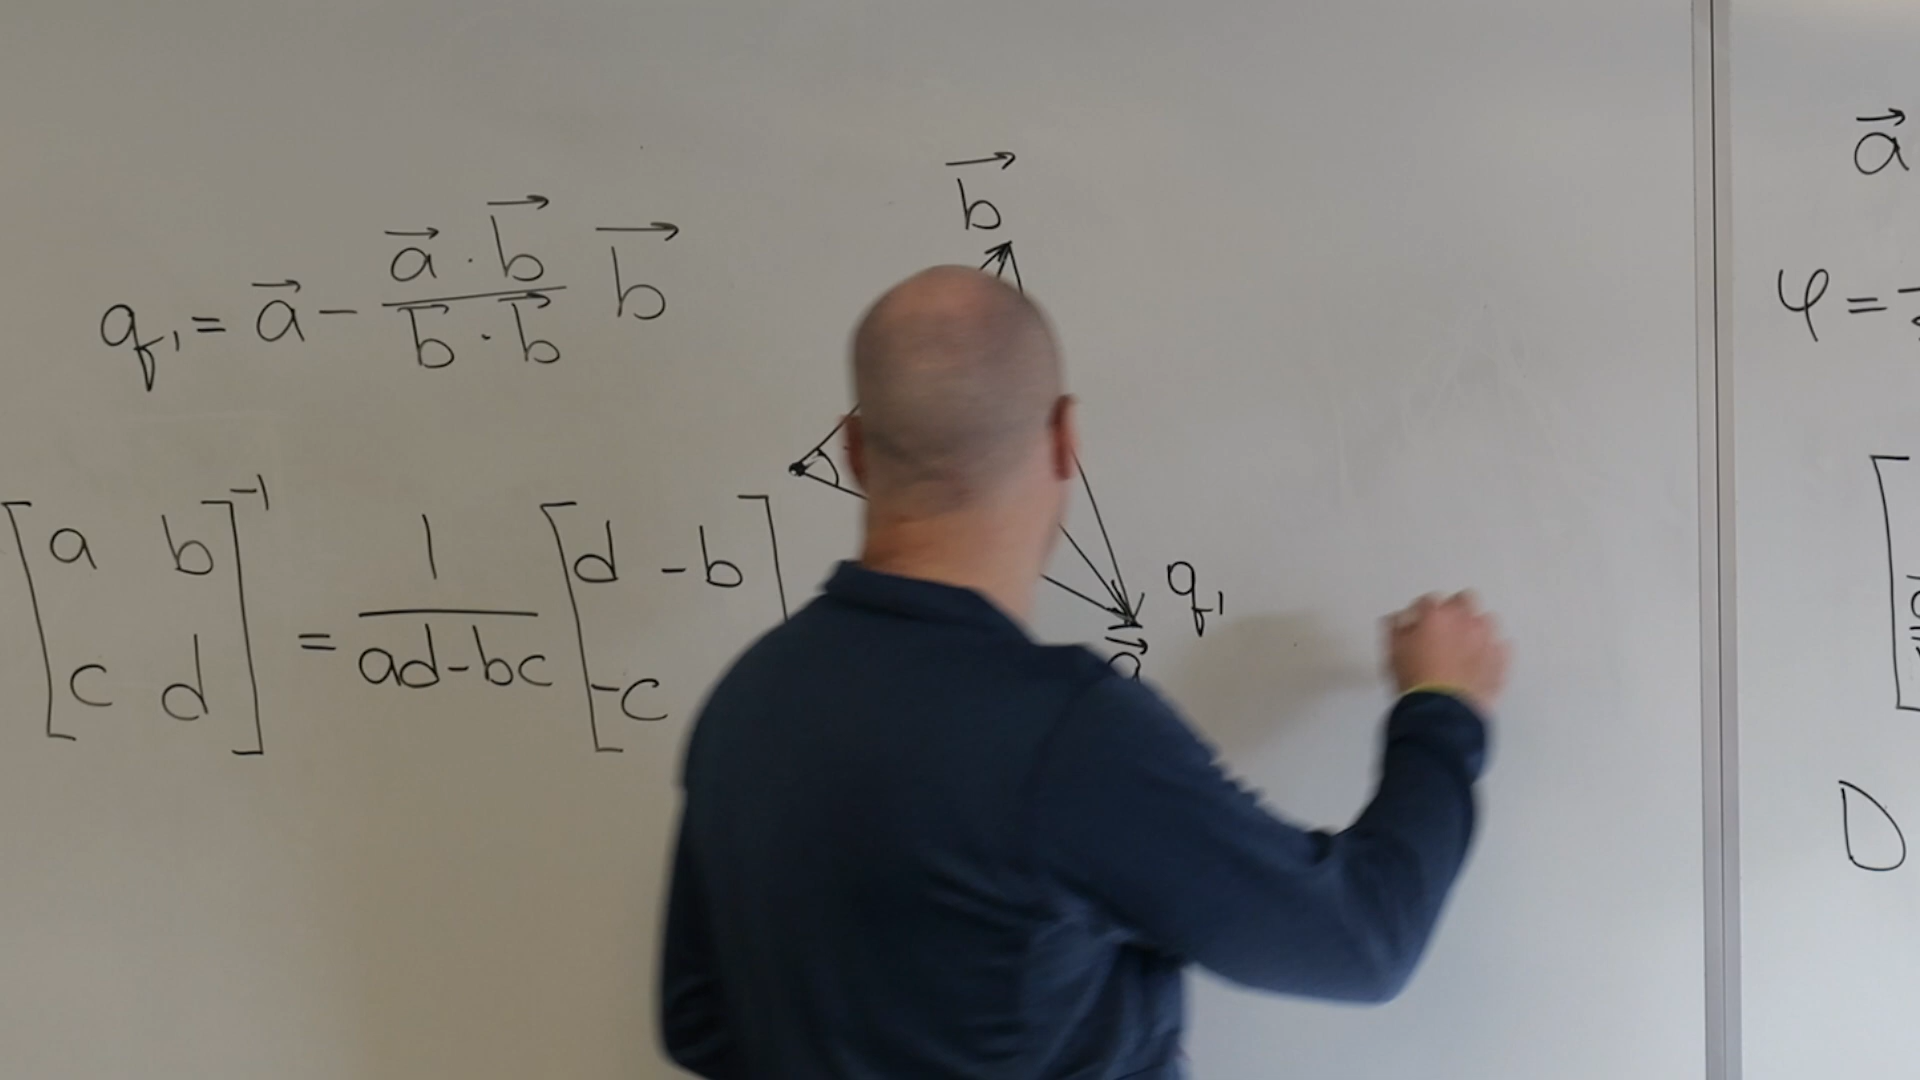 q₁ = a⃗ - (a⃗ · b⃗)/(b⃗ · b⃗) b⃗
[a b; c d]⁻¹ = 1/(ad-bc) [d -b; -c
b⃗
q₁
a⃗
a⃗
φ =
D